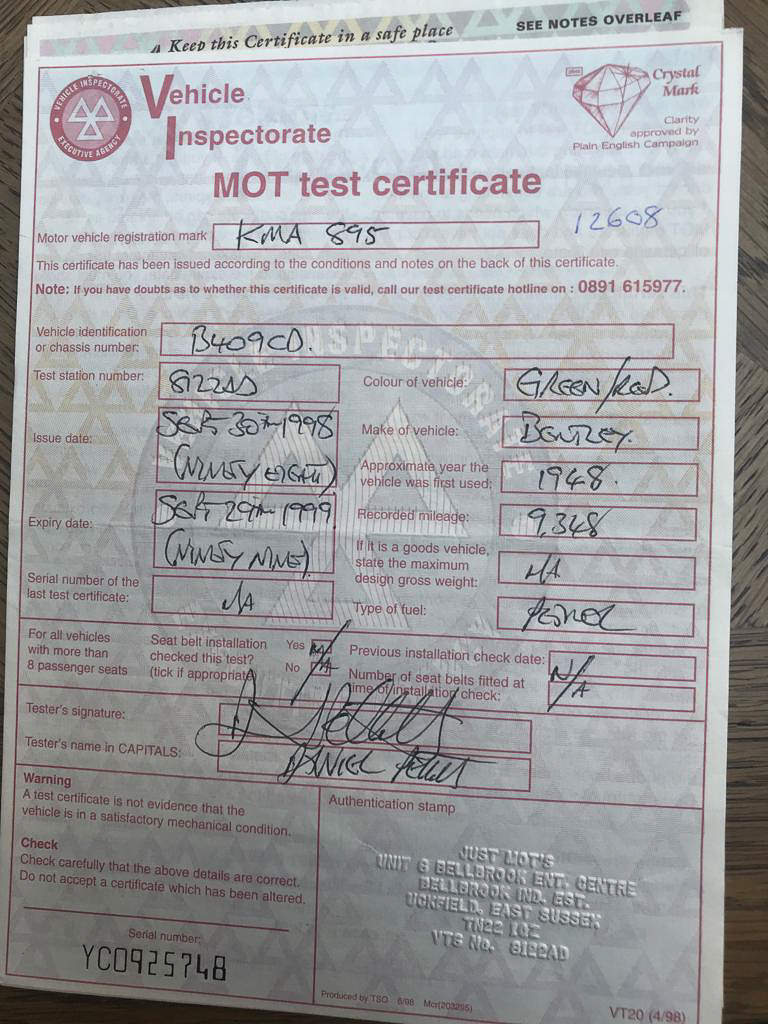 Keep this Certificate in a safe place
SEE NOTES OVERLEAF
VEHICLE INSPECTORATE
EXECUTIVE AGENCY
Vehicle
Inspectorate
Crystal
Mark
Clarity
approved by
Plain English Campaign
MOT test certificate
Motor vehicle registration mark KMA 895
12608
This certificate has been issued according to the conditions and notes on the back of this certificate.
Note: If you have doubts as to whether this certificate is valid, call our test certificate hotline on : 0891 615977.
Vehicle identification
or chassis number: B409CD.
Test station number: 8122AD
Colour of vehicle: GREEN/RED.
Issue date: SEPT 30TH 1998
(NINETY EIGHT)
Make of vehicle: BENTLEY.
Approximate year the
vehicle was first used: 1948.
Expiry date: SEPT 29TH 1999
(NINETY NINE)
Recorded mileage: 9,348
If it is a goods vehicle,
state the maximum
design gross weight: N/A
Serial number of the
last test certificate: N/A
Type of fuel: PETROL
For all vehicles
with more than
8 passenger seats
Seat belt installation
checked this test?
(tick if appropriate)
Yes N/A
No
Previous installation check date: N/A
Number of seat belts fitted at
time of installation check:
Tester's signature:
Tester's name in CAPITALS: DANIEL
Warning
A test certificate is not evidence that the
vehicle is in a satisfactory mechanical condition.
Check
Check carefully that the above details are correct.
Do not accept a certificate which has been altered.
Serial number:
YC0925748
Authentication stamp
JUST MOT'S
UNIT 6 BELLBROOK ENT. CENTRE
BELLBROOK IND. EST.
UCKFIELD, EAST SUSSEX
TN22 1QZ
VTS No. 8122AD
Produced by TSO 6/98 Mcr(203295)
VT20 (4/98)